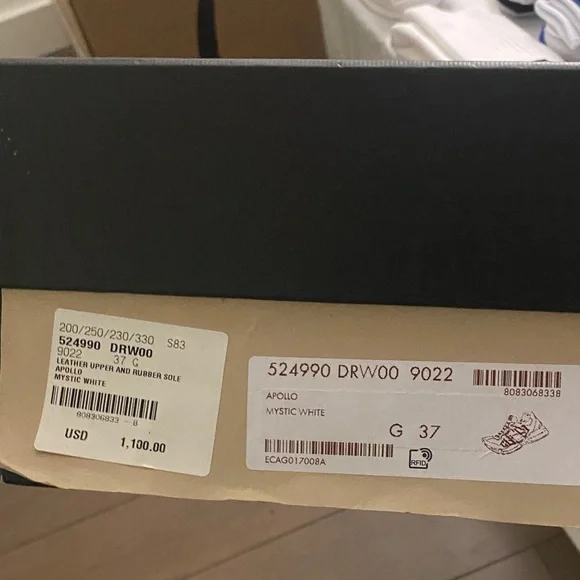 200/250/230/330 S83
524990 DRW00
9022 37 G
LEATHER UPPER AND RUBBER SOLE
APOLLO
MYSTIC WHITE
808306833 - 8
USD 1,100.00
524990 DRW00 9022
8083068338
APOLLO
MYSTIC WHITE
G 37
ECAG017008A
RFID